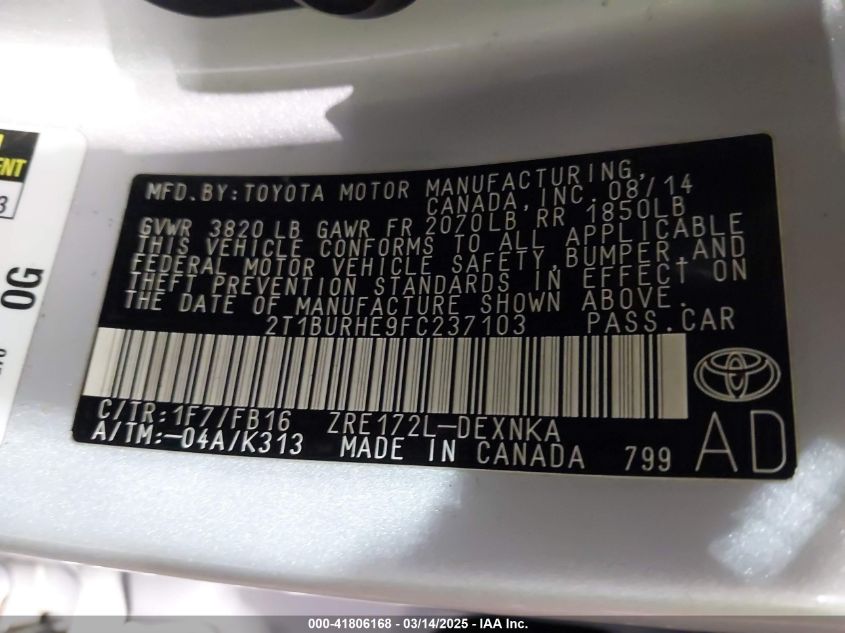 ENT
3
OG
MFD.BY:TOYOTA MOTOR MANUFACTURING,
CANADA,INC. 08/14
GVWR 3820 LB GAWR FR 2070LB RR 1850LB
THIS VEHICLE CONFORMS TO ALL APPLICABLE
FEDERAL MOTOR VEHICLE SAFETY,BUMPER,AND
THEFT PREVENTION STANDARDS IN EFFECT ON
THE DATE OF MANUFACTURE SHOWN ABOVE.
2T1BURHE9FC237103 PASS.CAR
C/TR:1F7/FB16 ZRE172L-DEXNKA
A/TM:-04A/K313 MADE IN CANADA 799
AD
000-41806168 - 03/14/2025 - IAA Inc.